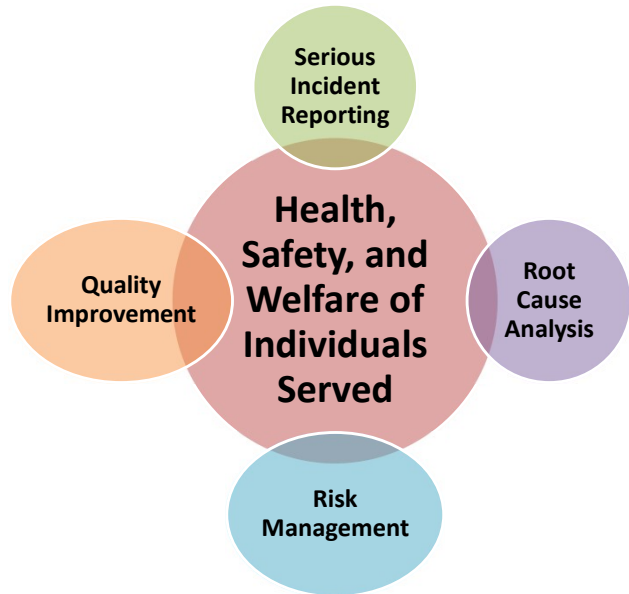 Serious
Incident
Reporting
Health,
Safety, and
Welfare of
Individuals
Served
Quality
Improvement
Root
Cause
Analysis
Risk
Management